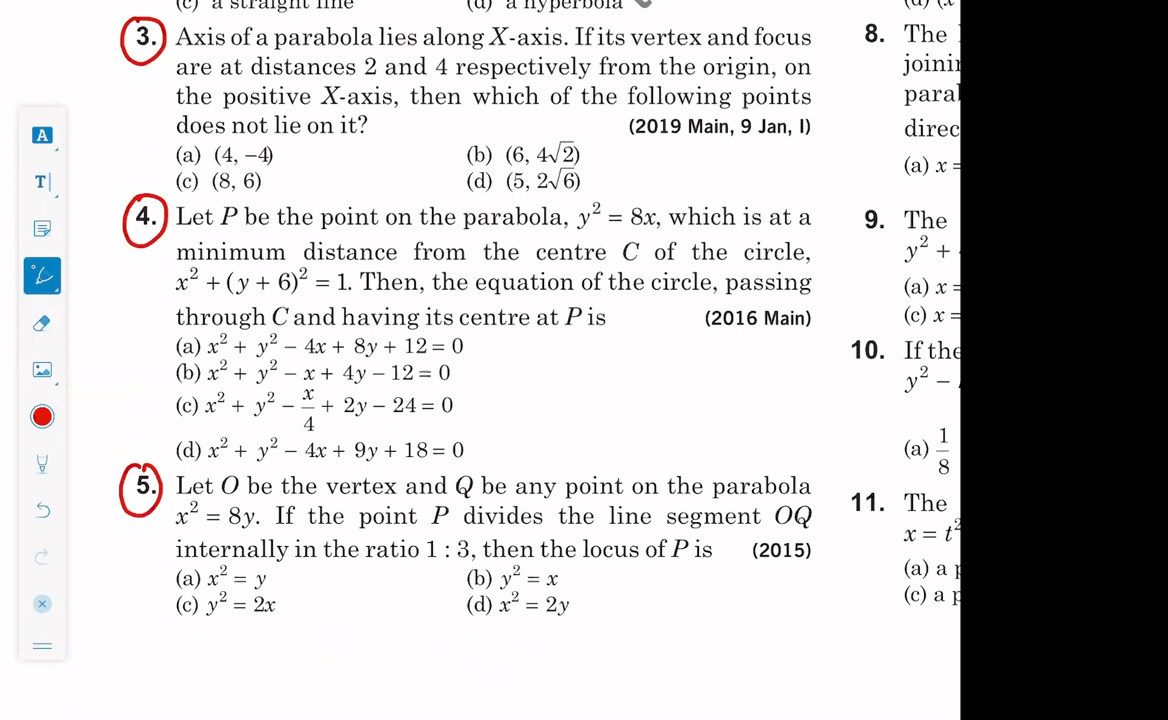 (c) a straight line (d) a hyperbola
3. Axis of a parabola lies along X-axis. If its vertex and focus
are at distances 2 and 4 respectively from the origin, on
the positive X-axis, then which of the following points
does not lie on it? (2019 Main, 9 Jan, I)
(a) (4, −4) (b) (6, 4√2)
(c) (8, 6) (d) (5, 2√6)
4. Let P be the point on the parabola, y² = 8x, which is at a
minimum distance from the centre C of the circle,
x² + (y + 6)² = 1. Then, the equation of the circle, passing
through C and having its centre at P is (2016 Main)
(a) x² + y² − 4x + 8y + 12 = 0
(b) x² + y² − x + 4y − 12 = 0
(c) x² + y² − x/4 + 2y − 24 = 0
(d) x² + y² − 4x + 9y + 18 = 0
5. Let O be the vertex and Q be any point on the parabola
x² = 8y. If the point P divides the line segment OQ
internally in the ratio 1 : 3, then the locus of P is (2015)
(a) x² = y (b) y² = x
(c) y² = 2x (d) x² = 2y
8. The
direc
(a) x =
9. The
y² +
(a) x =
(c) x =
10. If the
y² −
(a) 1/8
11. The
x = t²
(a) a p
(c) a p
A
T